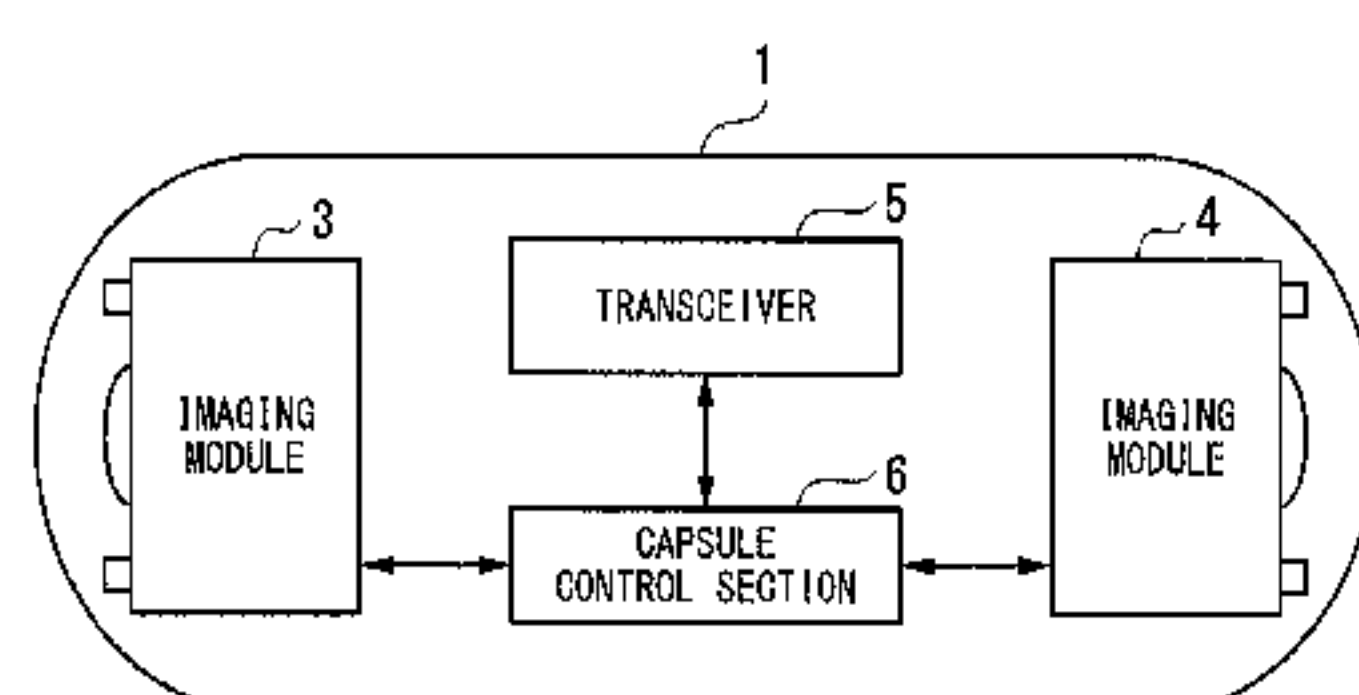 1
3
5
4
TRANSCEIVER
IMAGING
MODULE
IMAGING
MODULE
6
CAPSULE
CONTROL SECTION